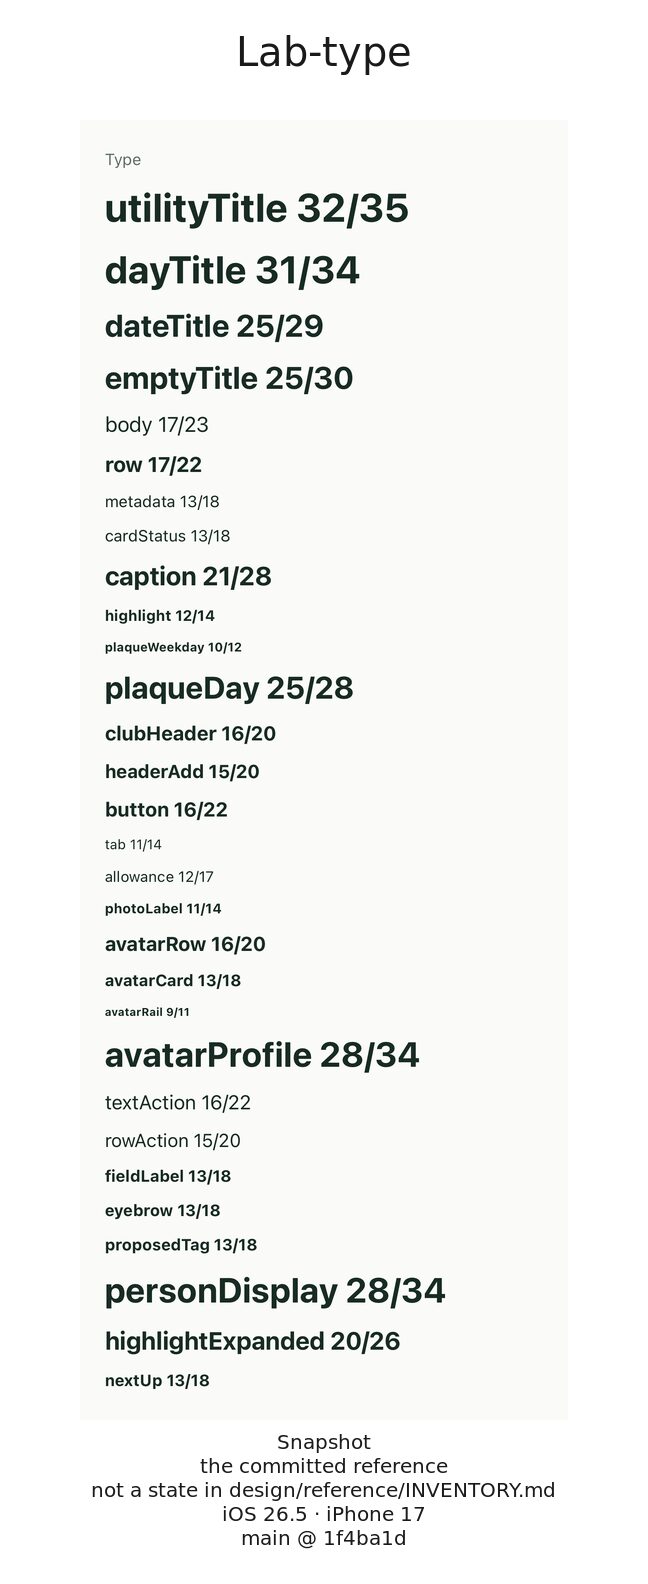 Lab-type
Type
utilityTitle 32/35
dayTitle 31/34
dateTitle 25/29
emptyTitle 25/30
body 17/23
row 17/22
metadata 13/18
cardStatus 13/18
caption 21/28
highlight 12/14
plaqueWeekday 10/12
plaqueDay 25/28
clubHeader 16/20
headerAdd 15/20
button 16/22
tab 11/14
allowance 12/17
photoLabel 11/14
avatarRow 16/20
avatarCard 13/18
avatarRail 9/11
avatarProfile 28/34
textAction 16/22
rowAction 15/20
fieldLabel 13/18
eyebrow 13/18
proposedTag 13/18
personDisplay 28/34
highlightExpanded 20/26
nextUp 13/18
Snapshot
the committed reference
not a state in design/reference/INVENTORY.md
iOS 26.5 · iPhone 17
main @ 1f4ba1d